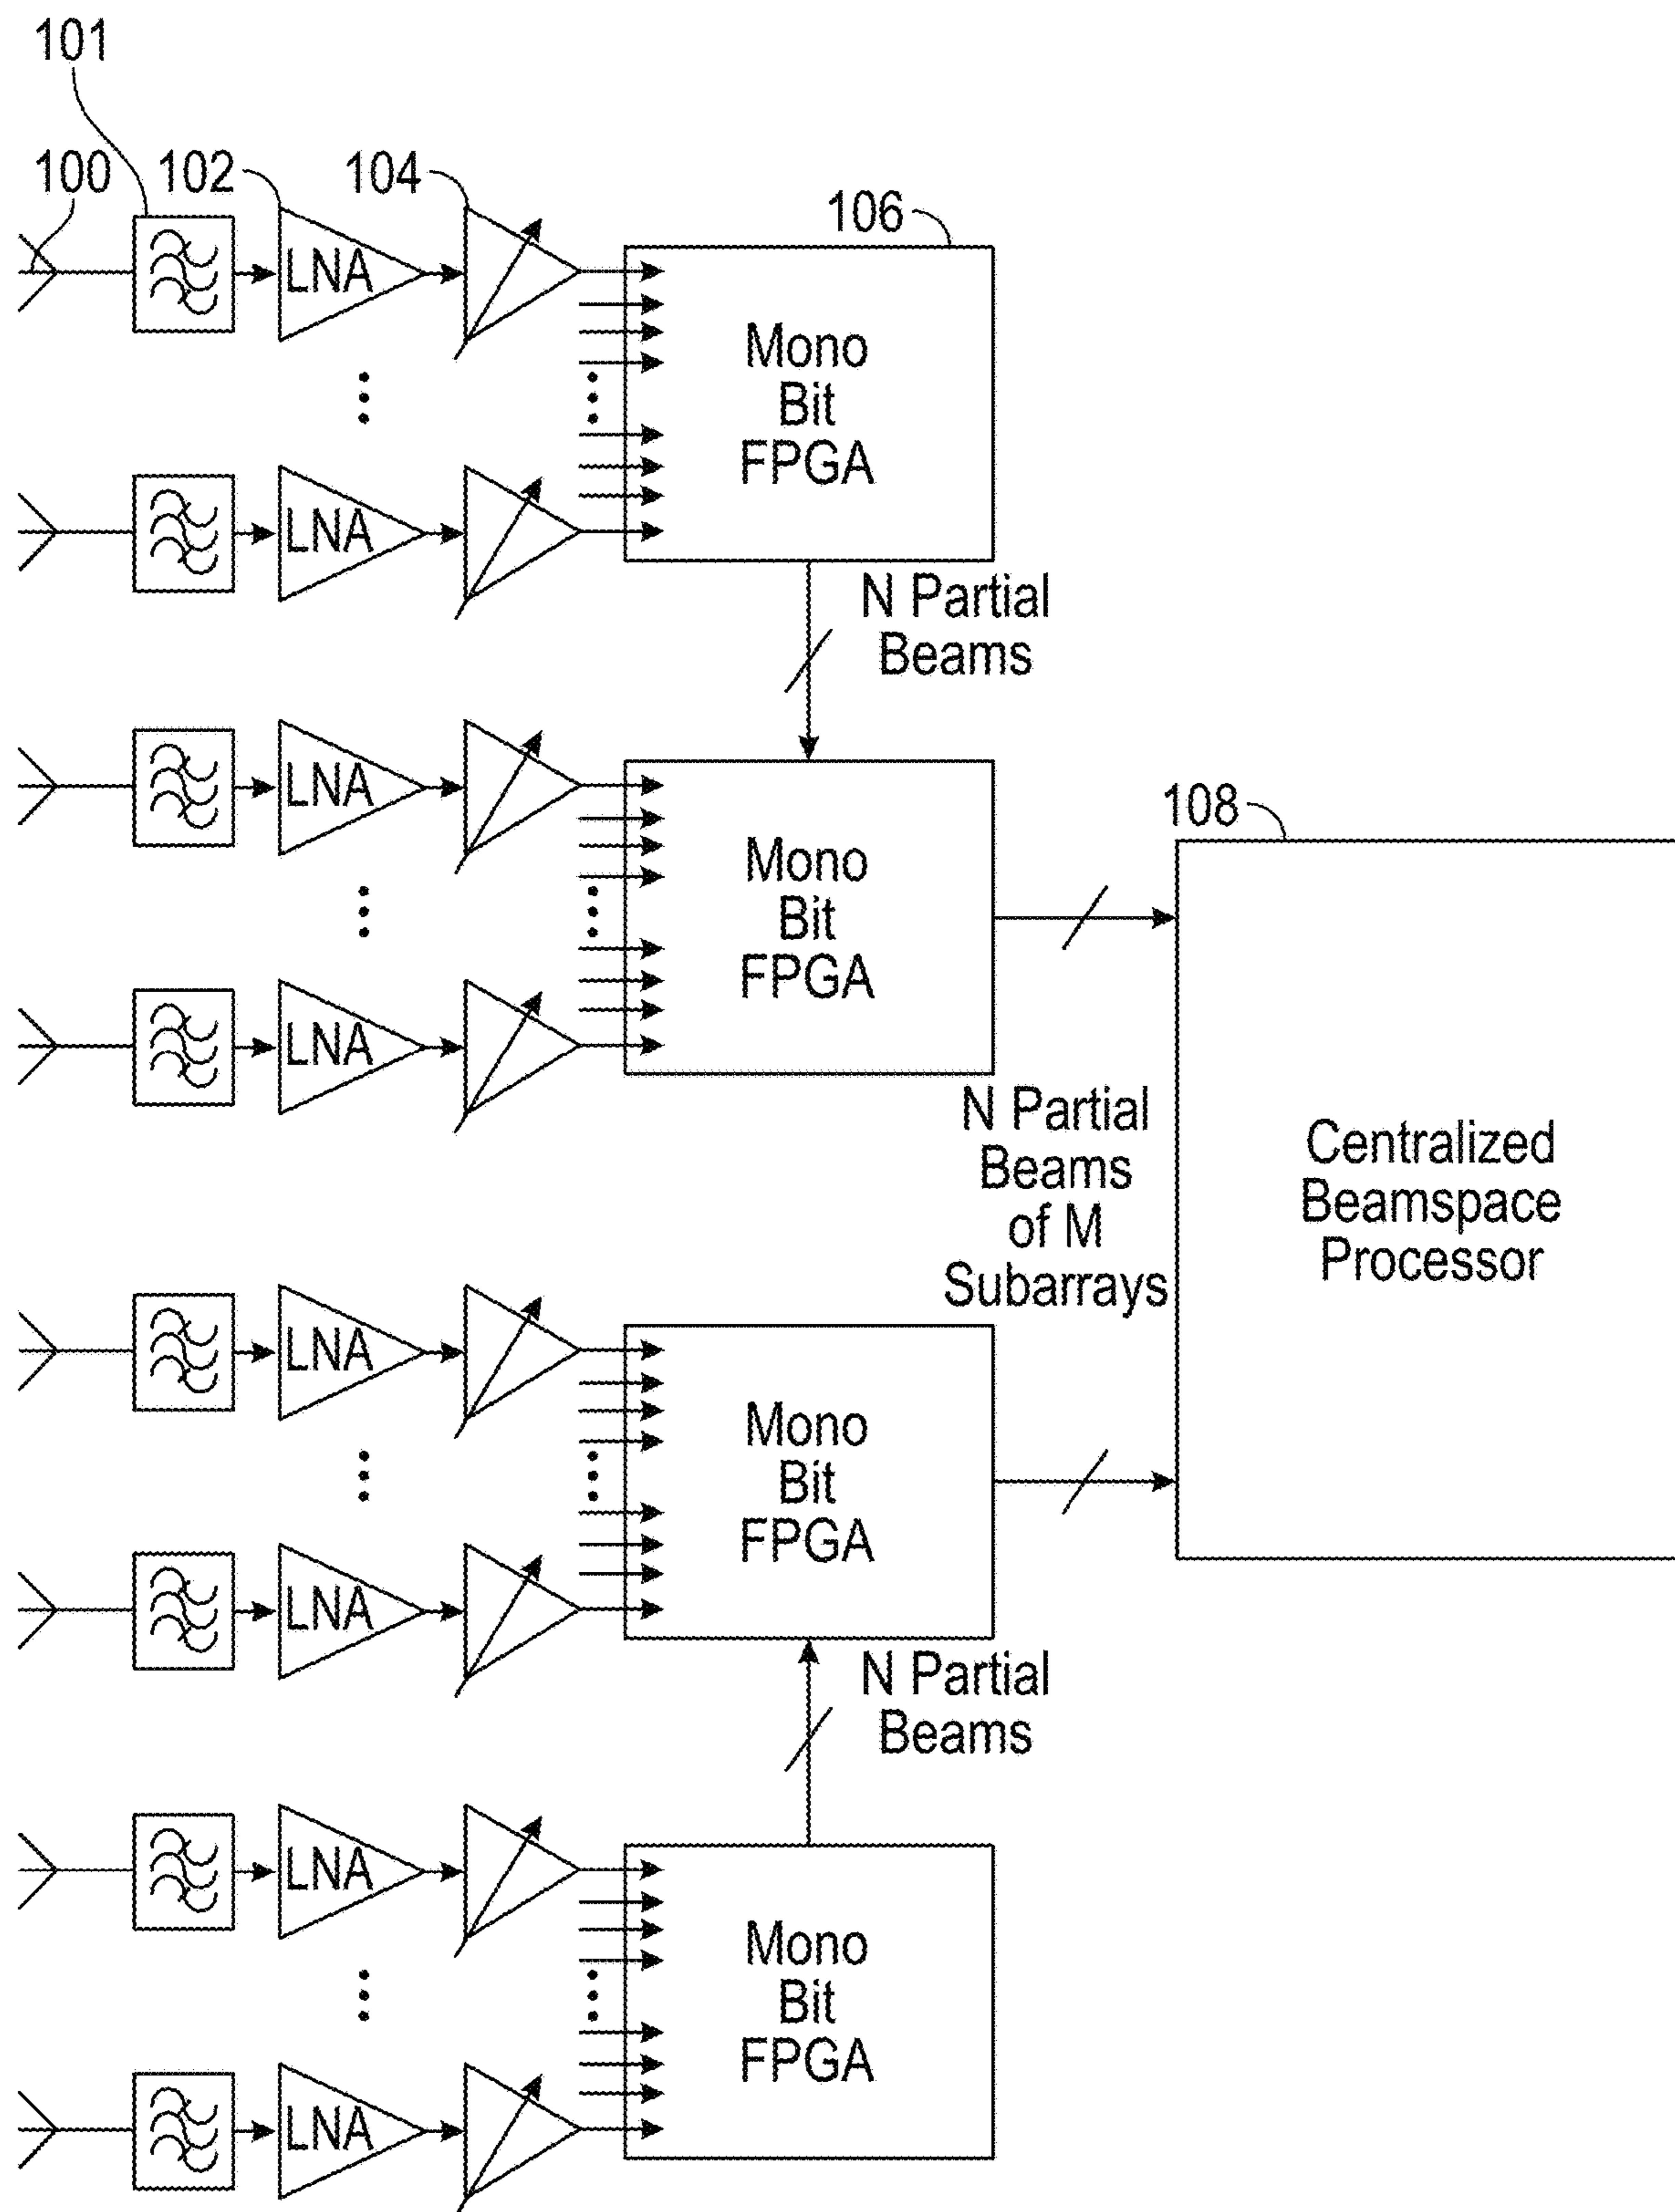 101
100
102
104
106
LNA
Mono
Bit
FPGA
LNA
N Partial
Beams
LNA
108
Mono
Bit
FPGA
LNA
N Partial
Beams
of M
Subarrays
Centralized
Beamspace
Processor
LNA
Mono
Bit
FPGA
LNA
N Partial
Beams
LNA
Mono
Bit
FPGA
LNA